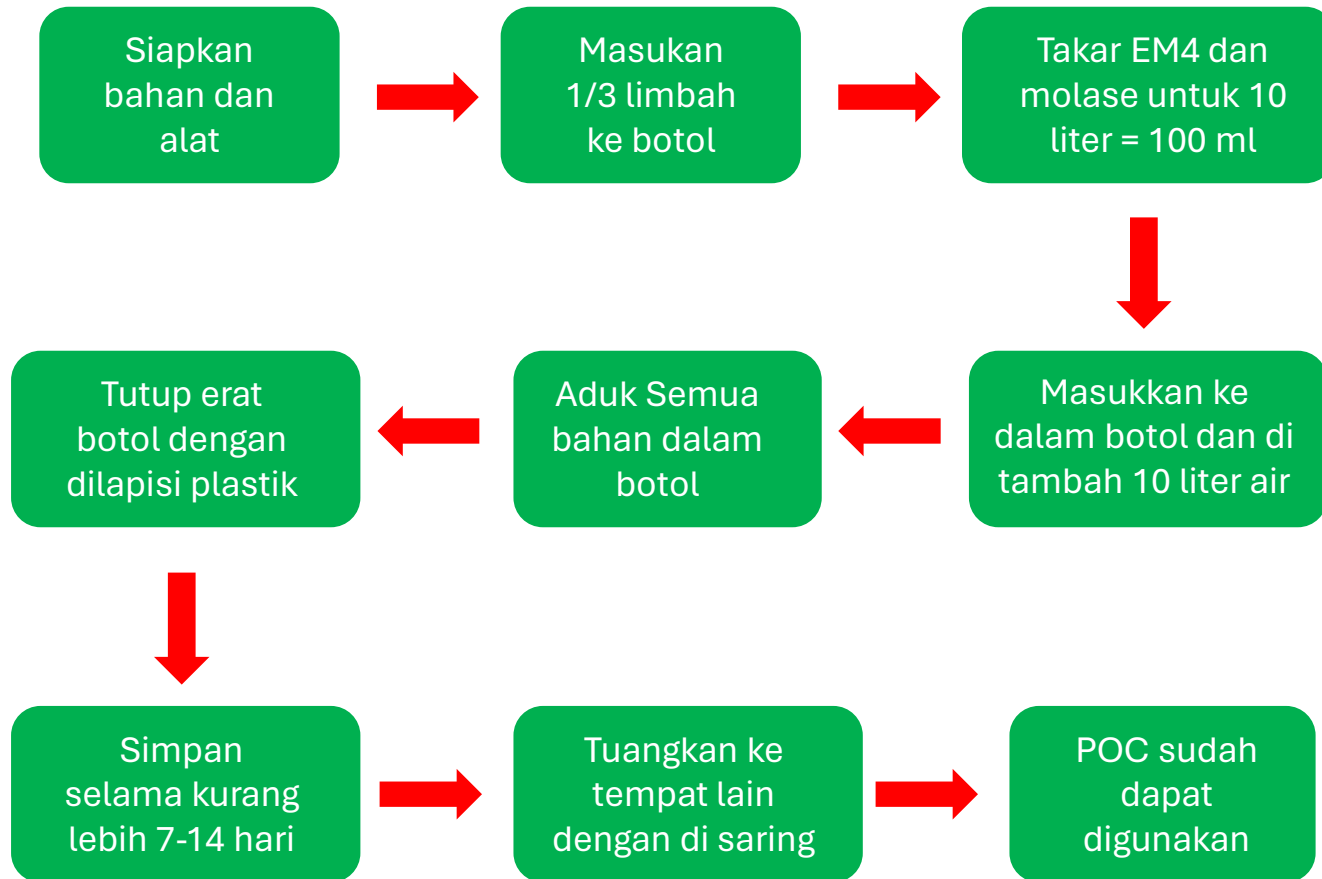 Siapkan
bahan dan
alat
Masukan
1/3 limbah
ke botol
Takar EM4 dan
molase untuk 10
liter = 100 ml
Masukkan ke
dalam botol dan di
tambah 10 liter air
Aduk Semua
bahan dalam
botol
Tutup erat
botol dengan
dilapisi plastik
Simpan
selama kurang
lebih 7-14 hari
Tuangkan ke
tempat lain
dengan di saring
POC sudah
dapat
digunakan